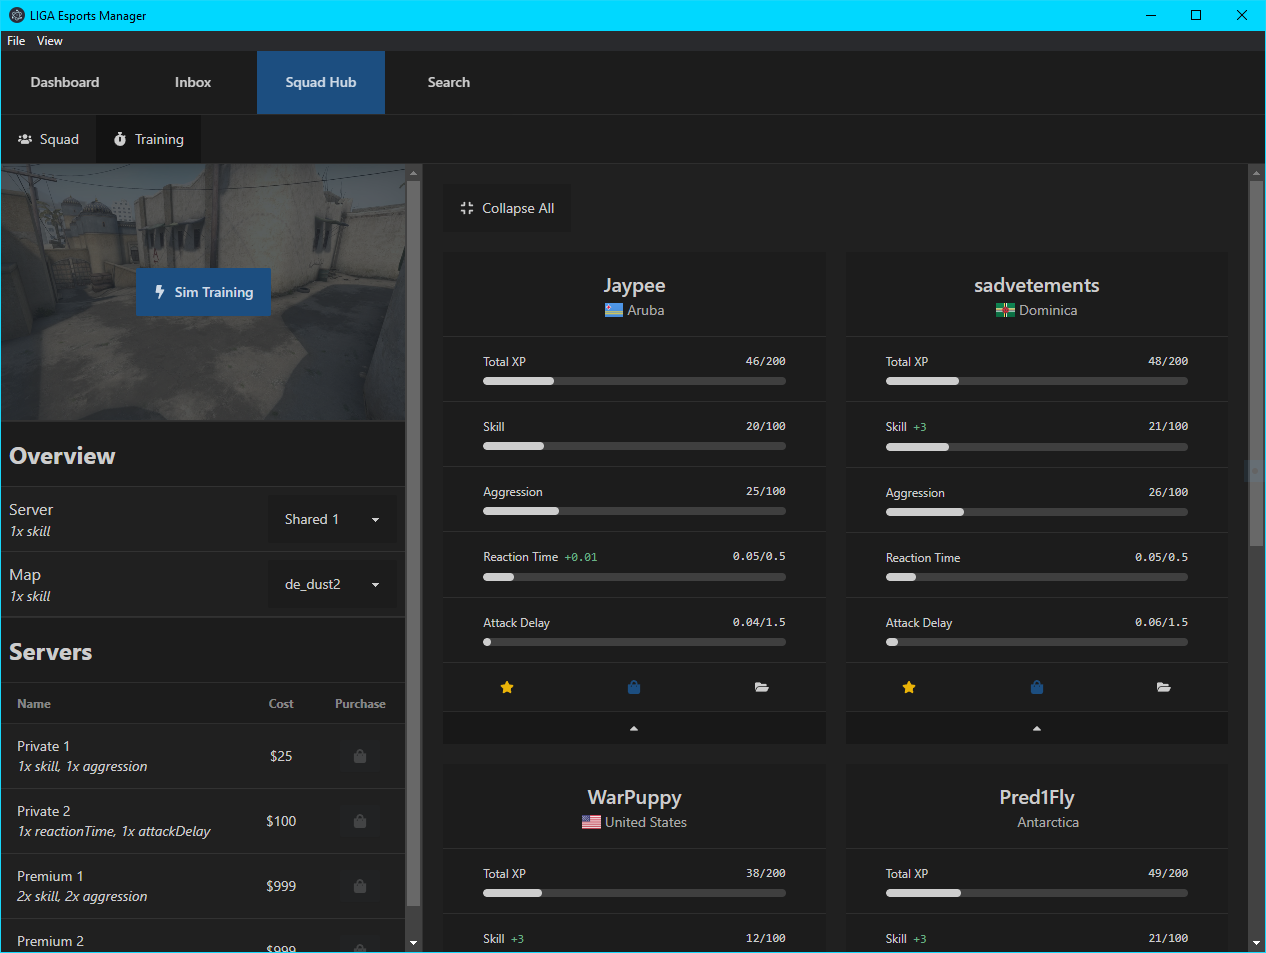 LIGA Esports Manager
File View
Dashboard Inbox Squad Hub Search
Squad Training
Sim Training
Overview
Server
1x skill
Shared 1
Map
1x skill
de_dust2
Servers
Name Cost Purchase
Private 1
1x skill, 1x aggression
$25
Private 2
1x reactionTime, 1x attackDelay
$100
Premium 1
2x skill, 2x aggression
$999
Premium 2
$999
Collapse All
Jaypee
Aruba
Total XP 46/200
Skill 20/100
Aggression 25/100
Reaction Time +0.01 0.05/0.5
Attack Delay 0.04/1.5
sadvetements
Dominica
Total XP 48/200
Skill +3 21/100
Aggression 26/100
Reaction Time 0.05/0.5
Attack Delay 0.06/1.5
WarPuppy
United States
Total XP 38/200
Skill +3 12/100
Pred1Fly
Antarctica
Total XP 49/200
Skill +3 21/100